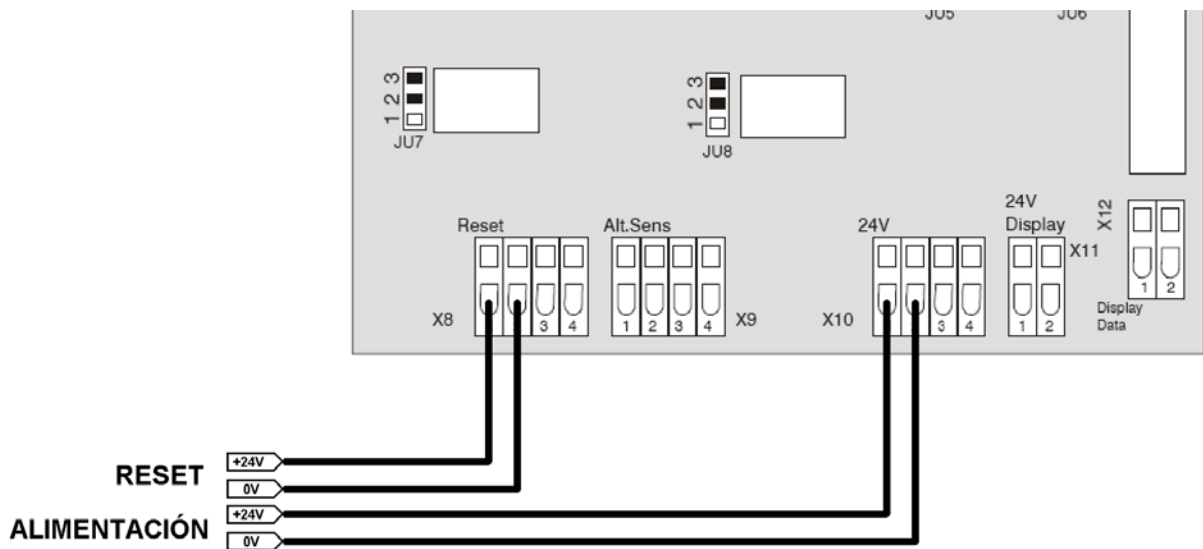 JU5 JU6
3
2
1
JU7
3
2
1
JU8
Reset
Alt.Sens
24V
24V
Display
X12
X11
X8
3 4
1 2 3 4
X9
X10
3 4
1 2
1 2
Display
Data
RESET
+24V
0V
ALIMENTACIÓN
+24V
0V